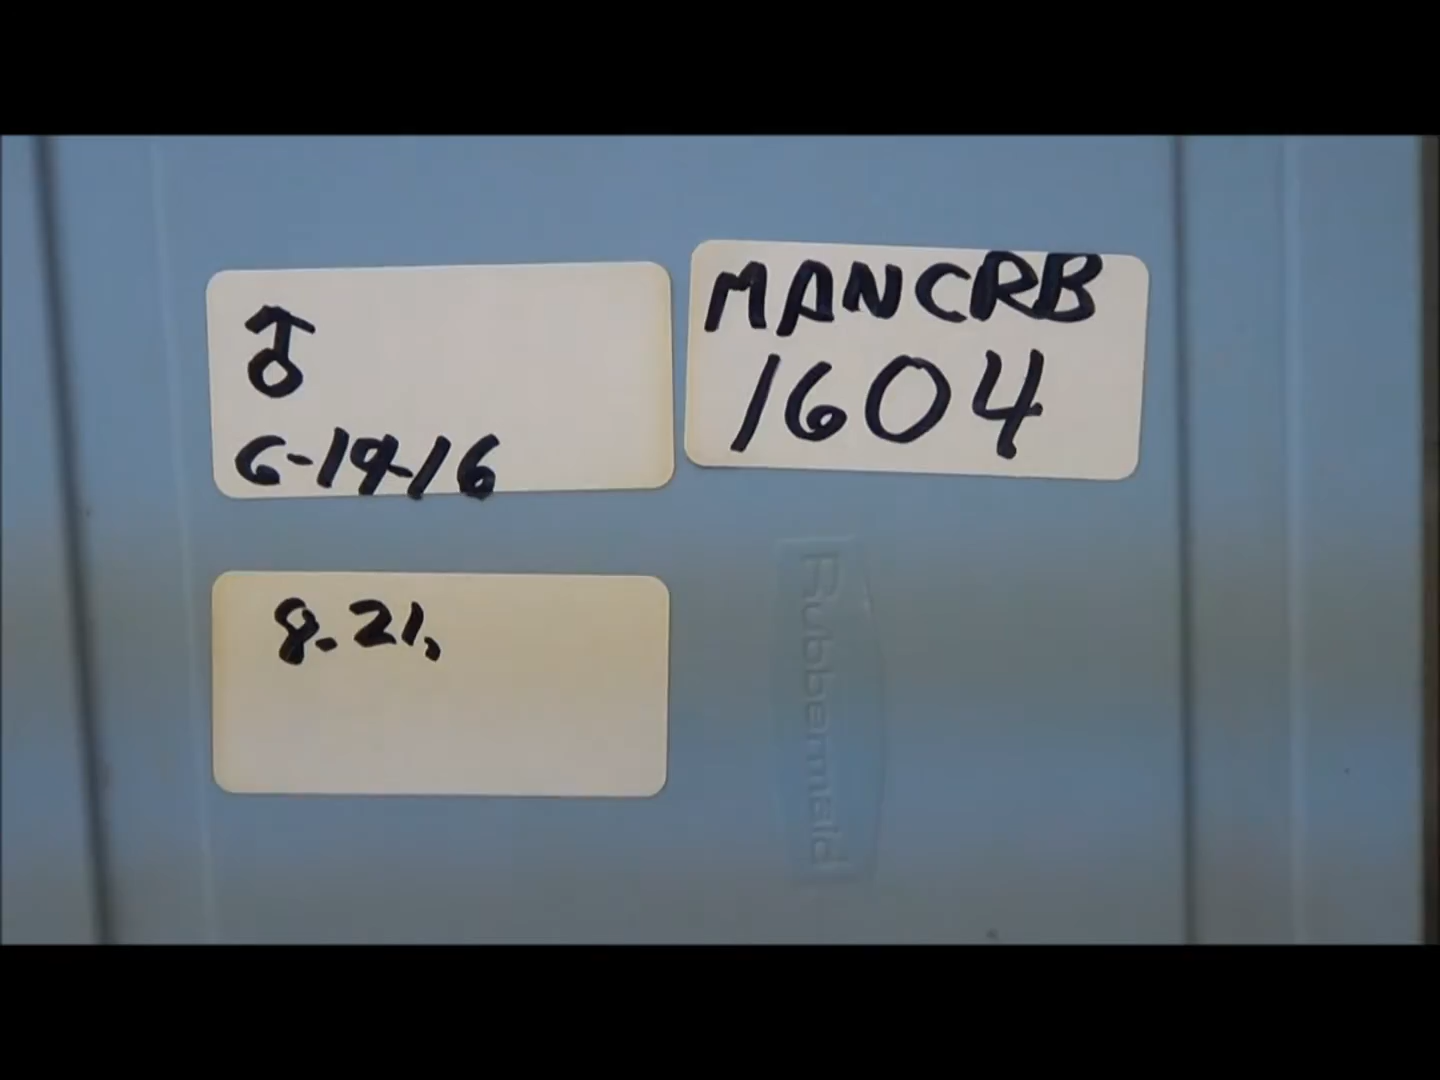 ♂
6-14-16
MANCRB
1604
8.21.
Rubbermaid